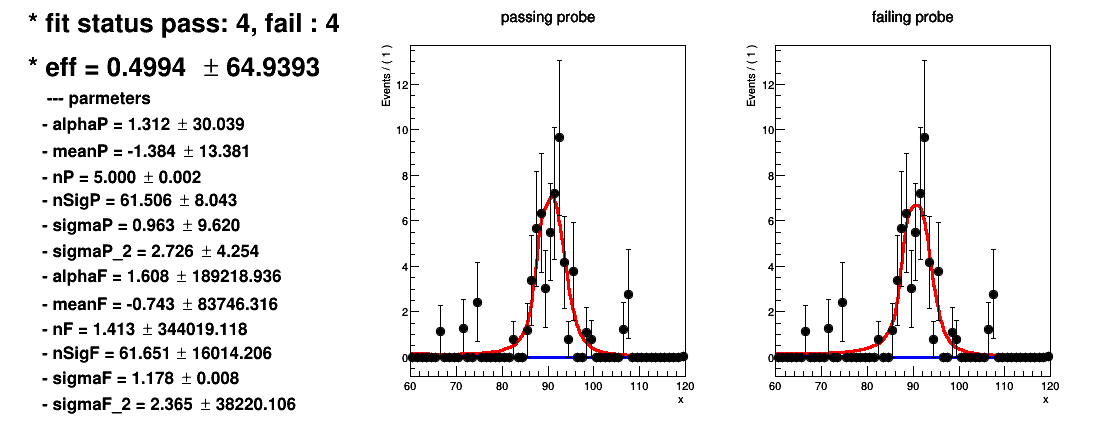 * fit status pass: 4, fail : 4
* eff = 0.4994 ± 64.9393
--- parmeters
- alphaP = 1.312 ± 30.039
- meanP = -1.384 ± 13.381
- nP = 5.000 ± 0.002
- nSigP = 61.506 ± 8.043
- sigmaP = 0.963 ± 9.620
- sigmaP_2 = 2.726 ± 4.254
- alphaF = 1.608 ± 189218.936
- meanF = -0.743 ± 83746.316
- nF = 1.413 ± 344019.118
- nSigF = 61.651 ± 16014.206
- sigmaF = 1.178 ± 0.008
- sigmaF_2 = 2.365 ± 38220.106
passing probe
Events / ( 1 )
12
10
8
6
4
2
0
60 70 80 90 100 110 120
x
failing probe
Events / ( 1 )
12
10
8
6
4
2
0
60 70 80 90 100 110 120
x